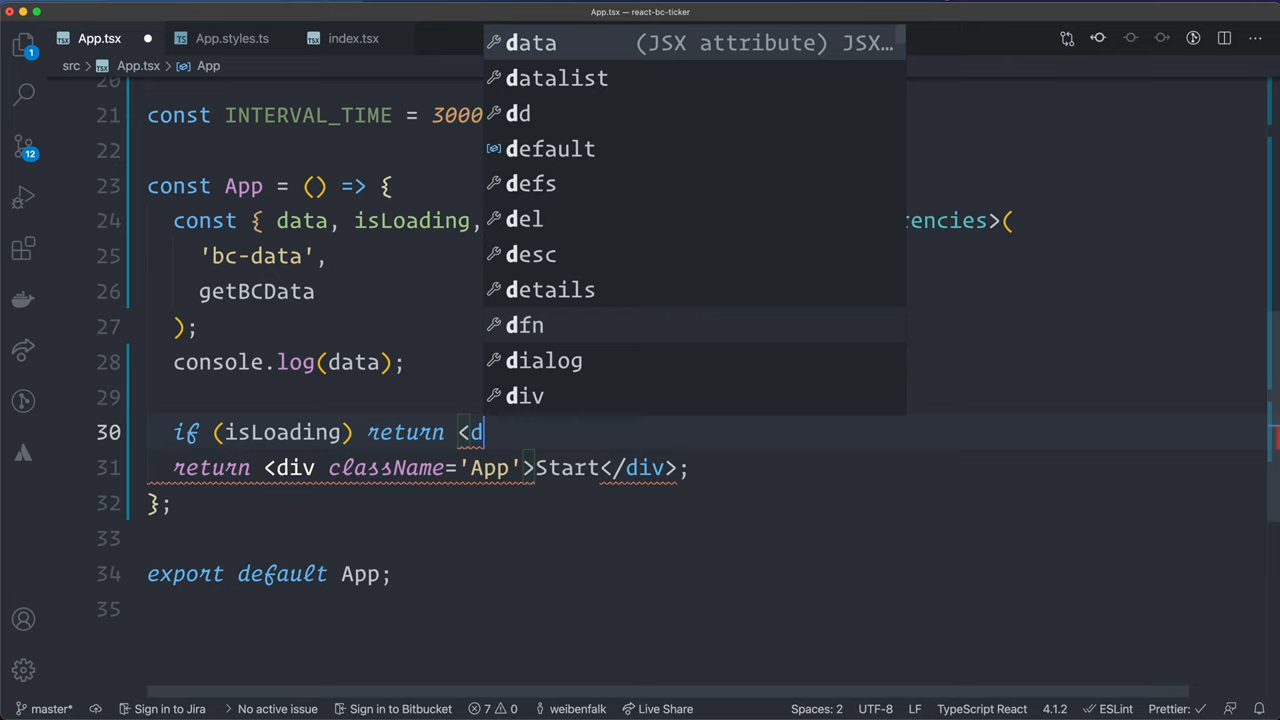 App.tsx — react-bc-ticker
App.tsx App.styles.ts index.tsx
src > App.tsx > App
data (JSX attribute) JSX…
datalist
dd
default
defs
del
desc
details
dfn
dialog
div
20
21 const INTERVAL_TIME = 3000
22
23 const App = () => {
24 const { data, isLoading, encies>(
25 'bc-data',
26 getBCData
27 );
28 console.log(data);
29
30 if (isLoading) return <d
31 return <div className='App'>Start</div>;
32 };
33
34 export default App;
35
1
12
master* Sign in to Jira No active issue Sign in to Bitbucket 7 0 weibenfalk Live Share Spaces: 2 UTF-8 LF TypeScript React 4.1.2 ESLint Prettier: ✓